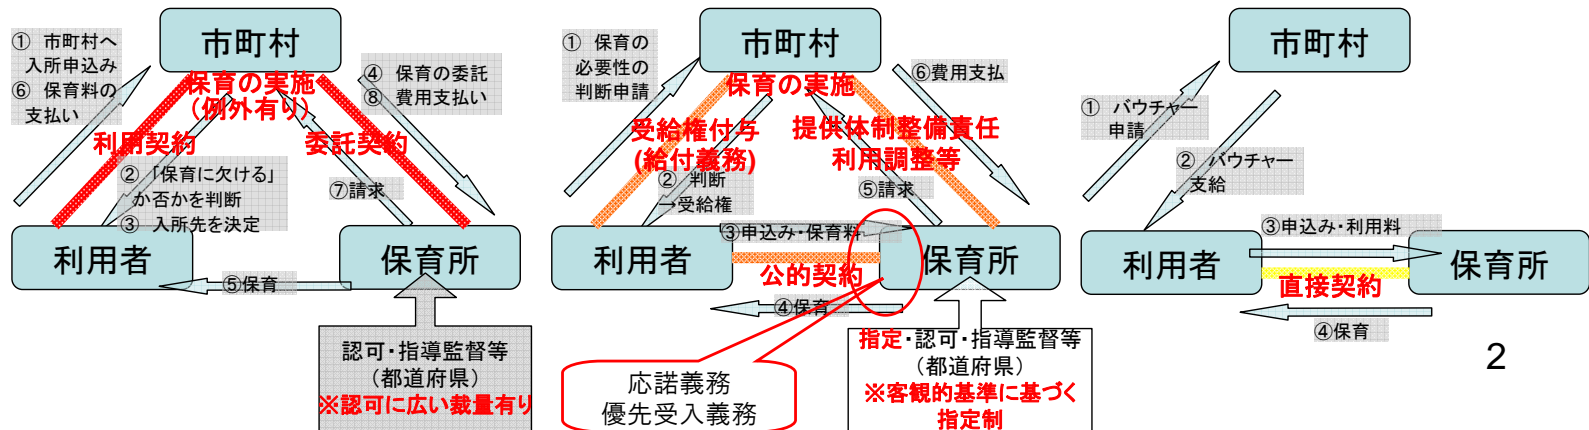 市町村
① 市町村へ
入所申込み
⑥ 保育料の
支払い
④ 保育の委託
⑧ 費用支払い
保育の実施
(例外有り)
利用契約
委託契約
② 「保育に欠ける」
か否かを判断
③ 入所先を決定
⑦請求
利用者
保育所
⑤保育
認可・指導監督等
(都道府県)
※認可に広い裁量有り
市町村
① 保育の
必要性の
判断申請
⑥費用支払
保育の実施
受給権付与
(給付義務)
提供体制整備責任
利用調整等
② 判断
→受給権
⑤請求
③申込み・保育料
利用者
保育所
公的契約
④保育
応諾義務
優先受入義務
指定・認可・指導監督等
(都道府県)
※客観的基準に基づく
指定制
市町村
① バウチャー
申請
② バウチャー
支給
③申込み・利用料
利用者
保育所
直接契約
④保育
2